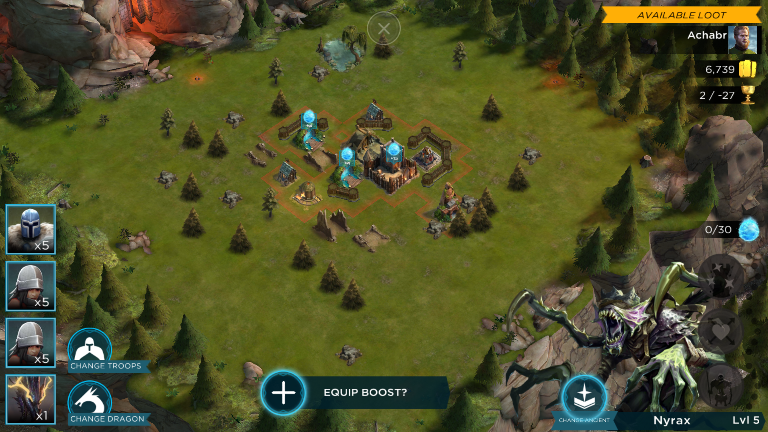 AVAILABLE LOOT
Achabr
6,739
2 / -27
0/30
x5
x5
x5
x1
CHANGE TROOPS
CHANGE DRAGON
EQUIP BOOST?
CHANGE ANCIENT
Nyrax Lvl 5